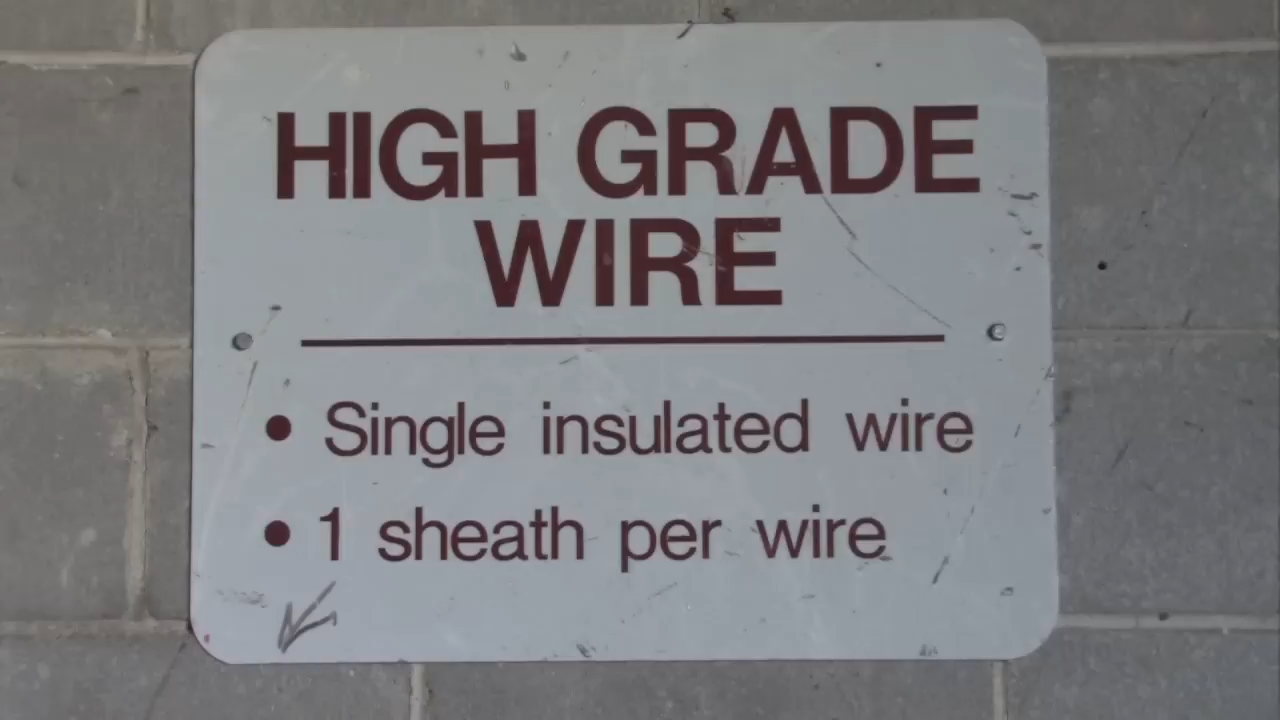 HIGH GRADE
WIRE
• Single insulated wire
• 1 sheath per wire